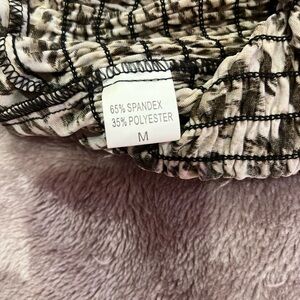 65% SPANDEX
35% POLYESTER
M